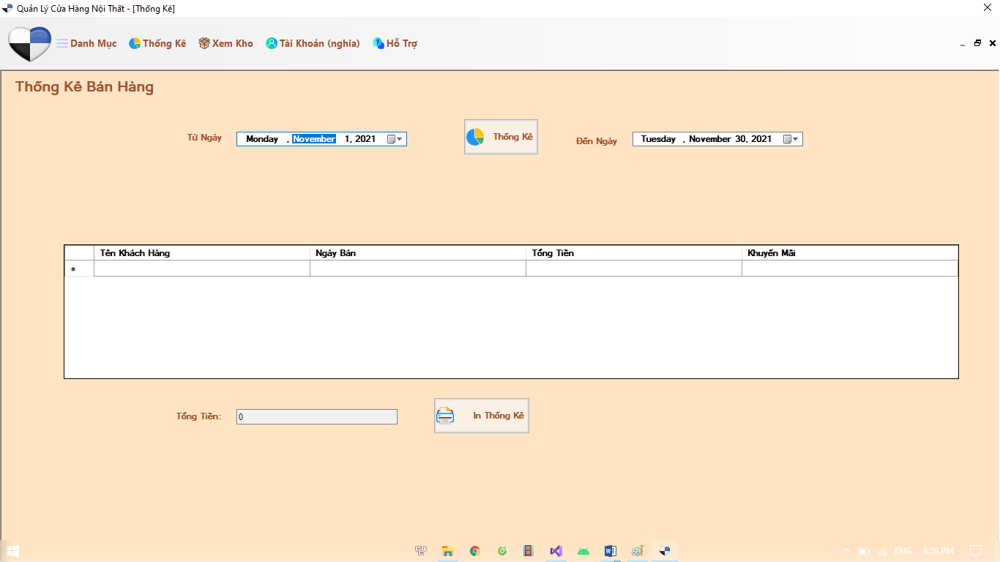 Quản Lý Cửa Hàng Nội Thất - [Thống Kê]
Danh Mục Thống Kê Xem Kho Tài Khoản (nghia) Hỗ Trợ
Thống Kê Bán Hàng
Từ Ngày Monday , November 1, 2021 Thống Kê Đến Ngày Tuesday , November 30, 2021
Tên Khách Hàng Ngày Bán Tổng Tiền Khuyến Mãi
Tổng Tiền: 0 In Thống Kê
ENG 8:56 PM